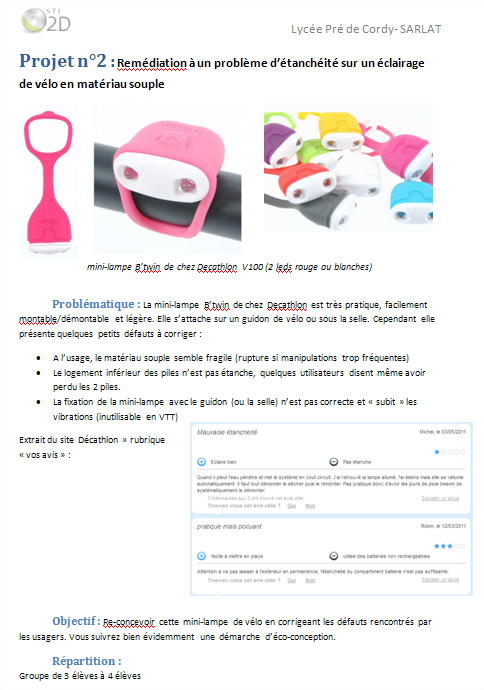 STI
2D
Lycée Pré de Cordy- SARLAT
Projet n°2 : Remédiation à un problème d'étanchéité sur un éclairage
de vélo en matériau souple
mini-lampe B'twin de chez Decathlon V100 (2 leds rouge ou blanches)
Problématique : La mini-lampe B'twin de chez Decathlon est très pratique, facilement
montable/démontable et légère. Elle s'attache sur un guidon de vélo ou sous la selle. Cependant elle
présente quelques petits défauts à corriger :
• A l'usage, le matériau souple semble fragile (rupture si manipulations trop fréquentes)
• Le logement inférieur des piles n'est pas étanche, quelques utilisateurs disent même avoir
perdu les 2 piles.
• La fixation de la mini-lampe avec le guidon (ou la selle) n'est pas correcte et « subit » les
vibrations (inutilisable en VTT)
Extrait du site Décathlon » rubrique
« vos avis » :
Mauvaise étanchéité
Michel, le 03/05/2011
Eclaire bien
Pas étanche
Quand il peut l'eau pénètre et met le système en cout circuit. J'ai retrouvé la lampe allumé, j'ai éteins mais elle se rallume
automatiquement. Il faut tout démonter le sécher puis le remonter. Pas pratique donc d'avoir les jours de pluie besoin de
systématiquement le démonter.
3 internautes sur 3 ont trouvé cet avis utile
Trouvez-vous cet avis utile ? Oui Non
Signaler un abus
pratique mais polluant
Robin, le 12/03/2011
facile à mettre en place
utilise des batteries non rechargeables
Attention à ne pas laisser à l'extérieur en permanence, l'étanchéité du compartiment batterie n'est pas suffisante.
Trouvez-vous cet avis utile ? Oui Non
Signaler un abus
Objectif : Re-concevoir cette mini-lampe de vélo en corrigeant les défauts rencontrés par
les usagers. Vous suivrez bien évidemment une démarche d'éco-conception.
Répartition :
Groupe de 3 élèves à 4 élèves